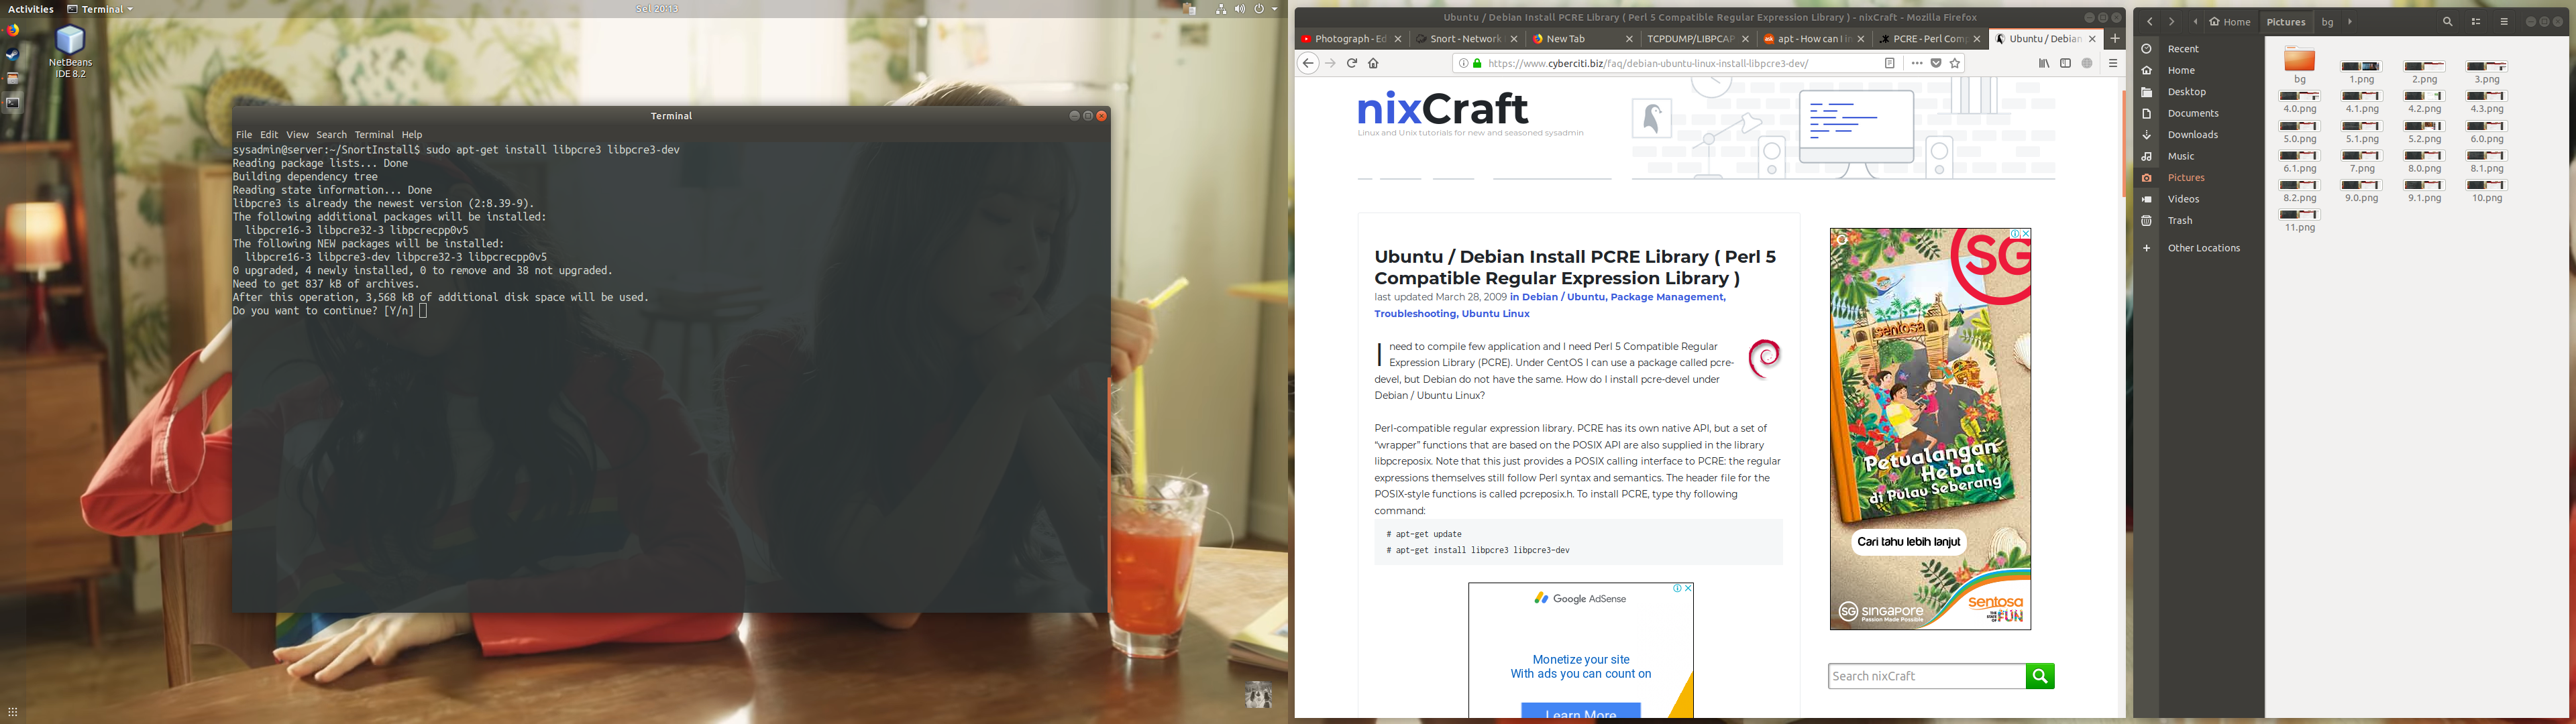 Activities
Terminal
Sel 20:13
NetBeans
IDE 8.2
Terminal
File Edit View Search Terminal Help
sysadmin@server:~/SnortInstall$ sudo apt-get install libpcre3 libpcre3-dev
Reading package lists... Done
Building dependency tree
Reading state information... Done
libpcre3 is already the newest version (2:8.39-9).
The following additional packages will be installed:
libpcre16-3 libpcre32-3 libpcrecpp0v5
The following NEW packages will be installed:
libpcre16-3 libpcre3-dev libpcre32-3 libpcrecpp0v5
0 upgraded, 4 newly installed, 0 to remove and 38 not upgraded.
Need to get 837 kB of archives.
After this operation, 3,568 kB of additional disk space will be used.
Do you want to continue? [Y/n]
Ubuntu / Debian Install PCRE Library ( Perl 5 Compatible Regular Expression Library ) - nixCraft - Mozilla Firefox
Photograph - Ed
Snort - Network
New Tab
TCPDUMP/LIBPCAP
apt - How can I in
PCRE - Perl Comp
Ubuntu / Debian
https://www.cyberciti.biz/faq/debian-ubuntu-linux-install-libpcre3-dev/
nixCraft
Linux and Unix tutorials for new and seasoned sysadmin
Ubuntu / Debian Install PCRE Library ( Perl 5
Compatible Regular Expression Library )
last updated March 28, 2009 in Debian / Ubuntu, Package Management,
Troubleshooting, Ubuntu Linux
I need to compile few application and I need Perl 5 Compatible Regular
Expression Library (PCRE). Under CentOS I can use a package called pcre-
devel, but Debian do not have the same. How do I install pcre-devel under
Debian / Ubuntu Linux?
Perl-compatible regular expression library. PCRE has its own native API, but a set of
“wrapper” functions that are based on the POSIX API are also supplied in the library
libpcreposix. Note that this just provides a POSIX calling interface to PCRE: the regular
expressions themselves still follow Perl syntax and semantics. The header file for the
POSIX-style functions is called pcreposix.h. To install PCRE, type thy following
command:
# apt-get update
# apt-get install libpcre3 libpcre3-dev
Google AdSense
Monetize your site
With ads you can count on
Learn More
SG
sentosa
Petualangan
Hebat
di Pulau Seberang
Cari tahu lebih lanjut
SG SINGAPORE
Passion Made Possible
sentosa
THE STATE OF FUN
Search nixCraft
Home
Pictures
bg
Recent
Home
Desktop
Documents
Downloads
Music
Pictures
Videos
Trash
Other Locations
bg 1.png 2.png 3.png
4.0.png 4.1.png 4.2.png 4.3.png
5.0.png 5.1.png 5.2.png 6.0.png
6.1.png 7.png 8.0.png 8.1.png
8.2.png 9.0.png 9.1.png 10.png
11.png